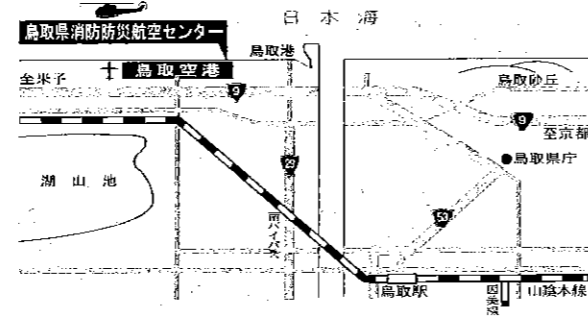 日本海
鳥取県消防防災航空センター
鳥取港
至米子
鳥取空港
鳥取砂丘
9
9
至京都
鳥取県庁
湖山池
29
53
南バイパス
鳥取駅
因美線
山陰本線